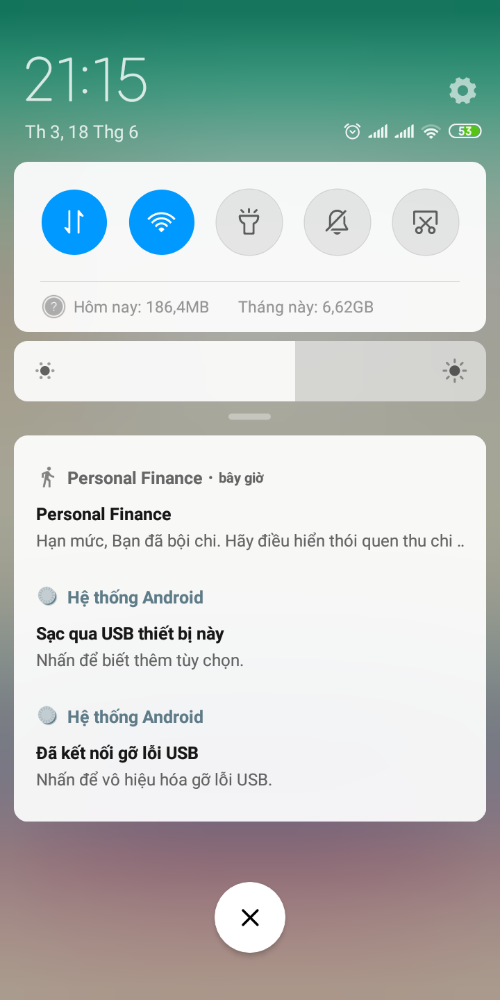 21:15
Th 3, 18 Thg 6
53
Hôm nay: 186,4MB Tháng này: 6,62GB
Personal Finance • bây giờ
Personal Finance
Hạn mức, Bạn đã bội chi. Hãy điều hiển thói quen thu chi ..
Hệ thống Android
Sạc qua USB thiết bị này
Nhấn để biết thêm tùy chọn.
Hệ thống Android
Đã kết nối gỡ lỗi USB
Nhấn để vô hiệu hóa gỡ lỗi USB.